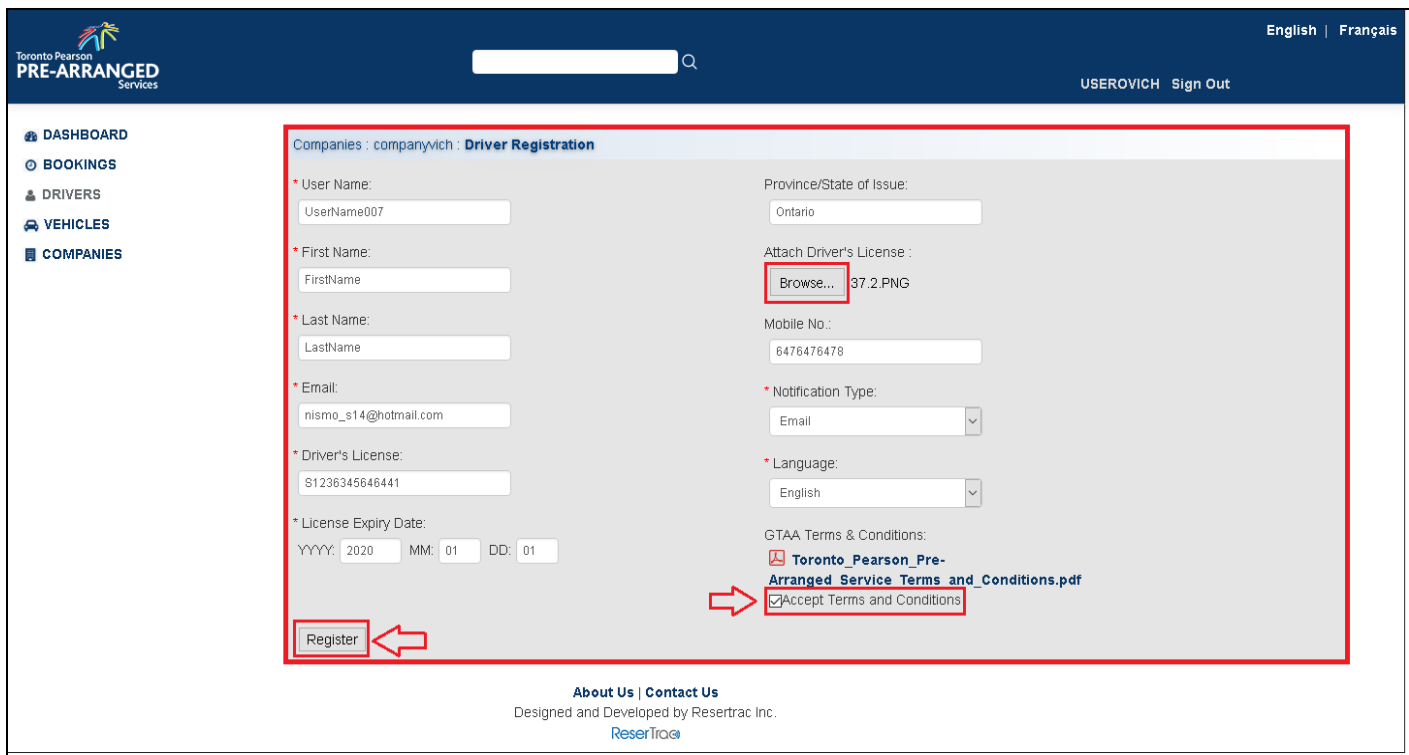 English | Français
Toronto Pearson
PRE-ARRANGED
Services
USEROVICH Sign Out
DASHBOARD
BOOKINGS
DRIVERS
VEHICLES
COMPANIES
Companies : companyvich : Driver Registration
* User Name:
UserName007
* First Name:
FirstName
* Last Name:
LastName
* Email:
nismo_s14@hotmail.com
* Driver's License:
S1236345646441
* License Expiry Date:
YYYY: 2020 MM: 01 DD: 01
Province/State of Issue:
Ontario
Attach Driver's License :
Browse... 37.2.PNG
Mobile No.:
6476476478
* Notification Type:
Email
* Language:
English
GTAA Terms & Conditions:
Toronto_Pearson_Pre-
Arranged_Service_Terms_and_Conditions.pdf
Accept Terms and Conditions
Register
About Us | Contact Us
Designed and Developed by Resertrac Inc.
ReserTrac